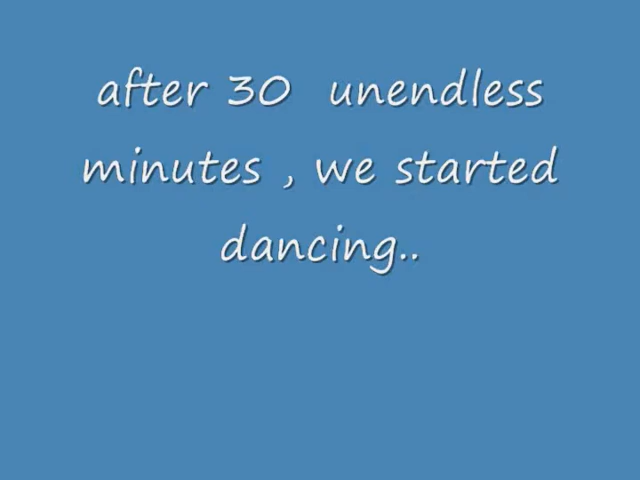 after 30 unendless
minutes , we started
dancing..